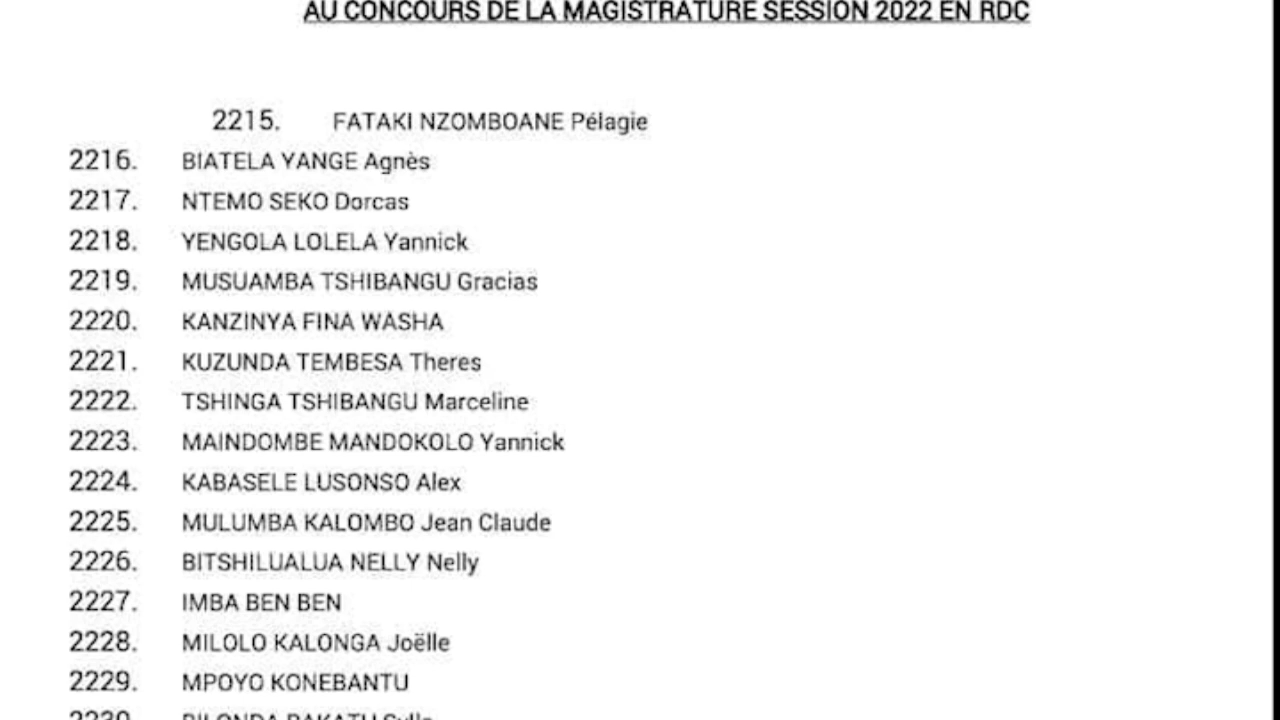 AU CONCOURS DE LA MAGISTRATURE SESSION 2022 EN RDC
2215. FATAKI NZOMBOANE Pélagie
2216. BIATELA YANGE Agnès
2217. NTEMO SEKO Dorcas
2218. YENGOLA LOLELA Yannick
2219. MUSUAMBA TSHIBANGU Gracias
2220. KANZINYA FINA WASHA
2221. KUZUNDA TEMBESA Theres
2222. TSHINGA TSHIBANGU Marceline
2223. MAINDOMBE MANDOKOLO Yannick
2224. KABASELE LUSONSO Alex
2225. MULUMBA KALOMBO Jean Claude
2226. BITSHILUALUA NELLY Nelly
2227. IMBA BEN BEN
2228. MILOLO KALONGA Joëlle
2229. MPOYO KONEBANTU
2230.